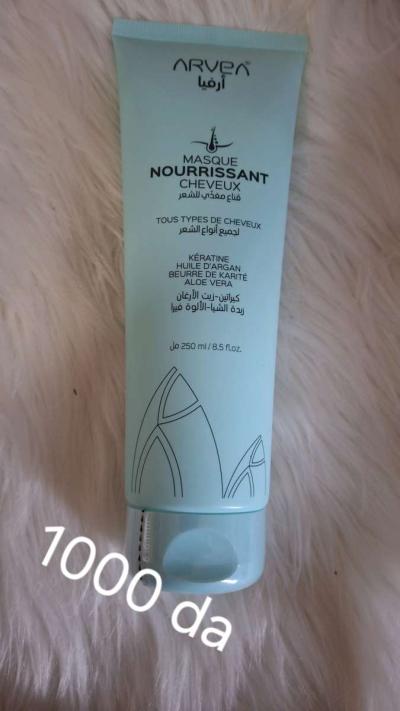 ARVEA
أرفيا
MASQUE
NOURRISSANT
CHEVEUX
قناع مغذّي للشعر
TOUS TYPES DE CHEVEUX
لجميع أنواع الشعر
KÉRATINE
HUILE D'ARGAN
BEURRE DE KARITÉ
ALOE VERA
كيراتين-زيت الأرغان
زبدة الشيا-الألوة فيرا
250 ml / 8.5 fl.oz. مل
1000 da